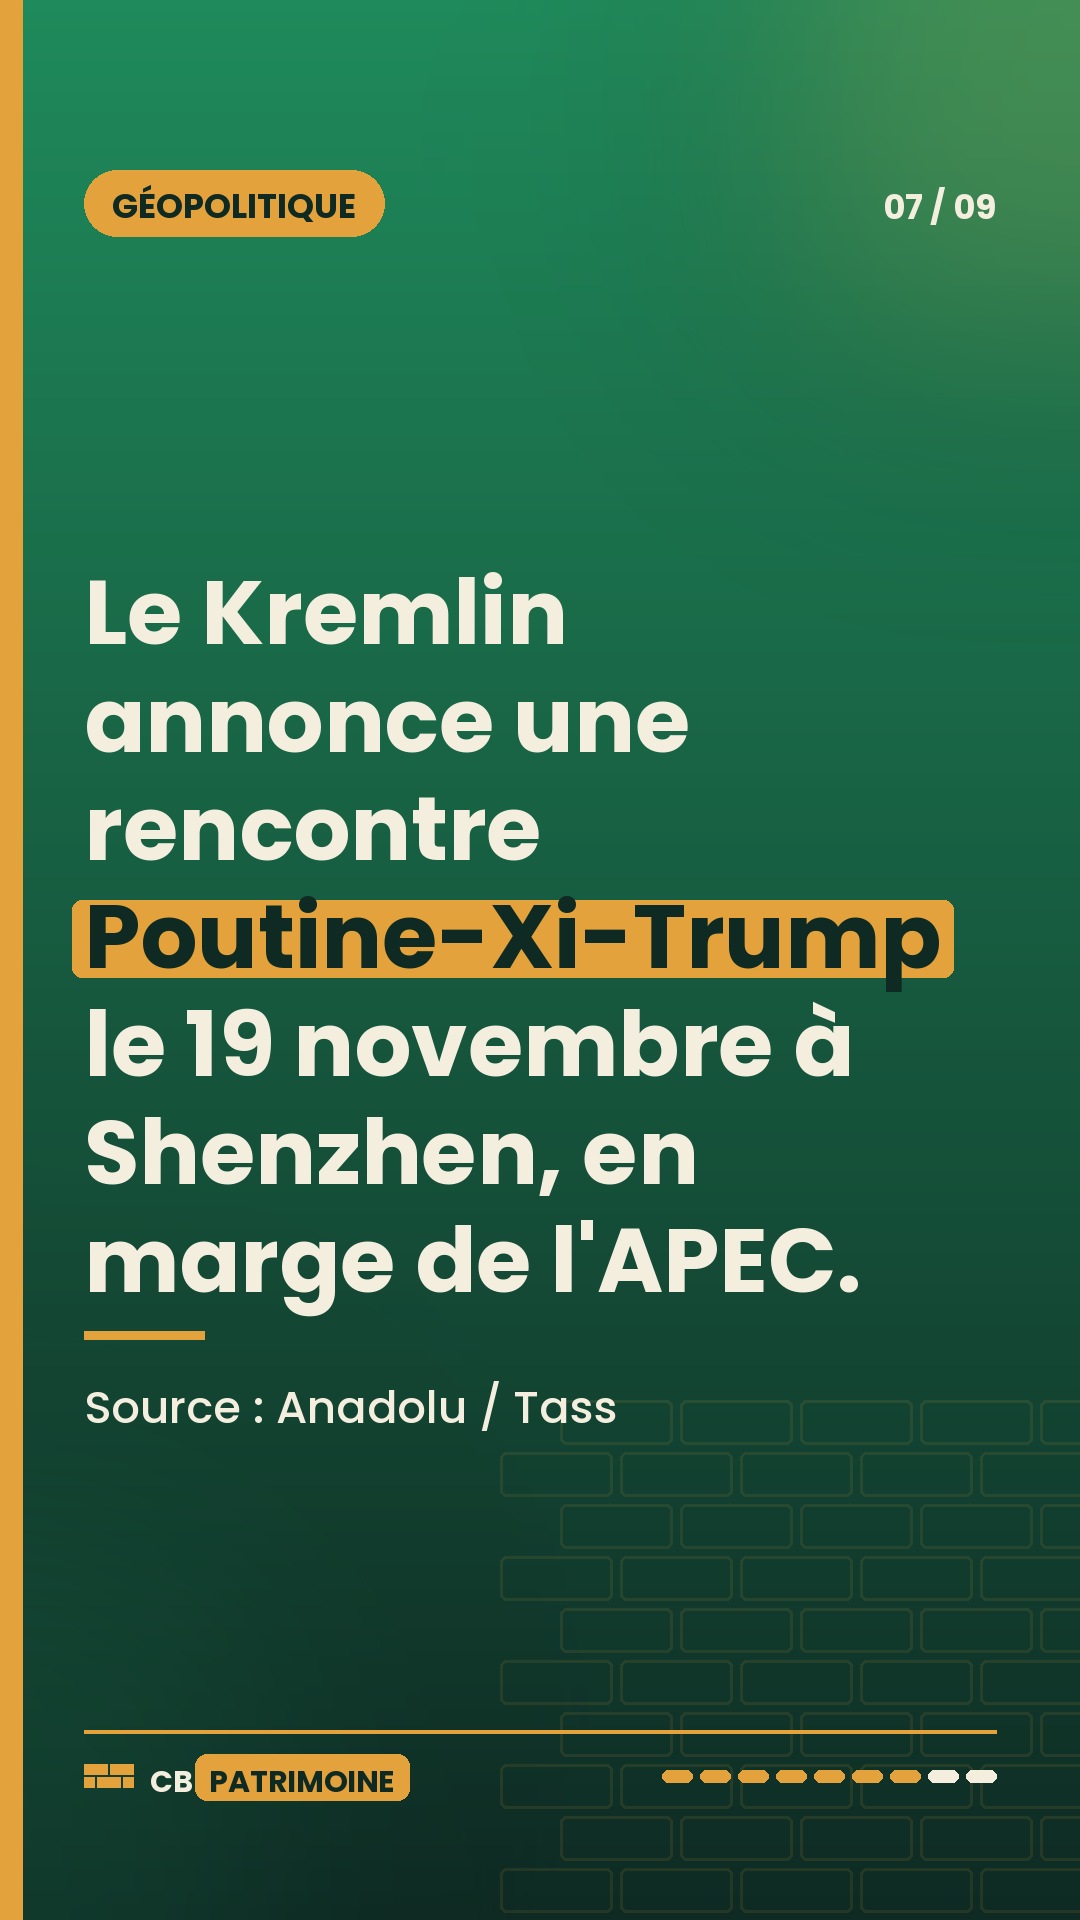 GÉOPOLITIQUE
07 / 09
Le Kremlin
annonce une
rencontre
Poutine-Xi-Trump
le 19 novembre à
Shenzhen, en
marge de l'APEC.
Source : Anadolu / Tass
CB PATRIMOINE